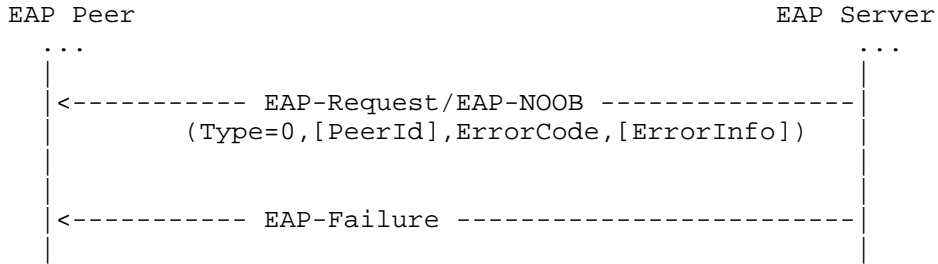 EAP Peer                                                  EAP Server
  ...                                                         ...
   |                                                           |
   |<----------- EAP-Request/EAP-NOOB ----------------|
   |         (Type=0,[PeerId],ErrorCode,[ErrorInfo])           |
   |                                                           |
   |                                                           |
   |<----------- EAP-Failure -------------------------|
   |                                                           |